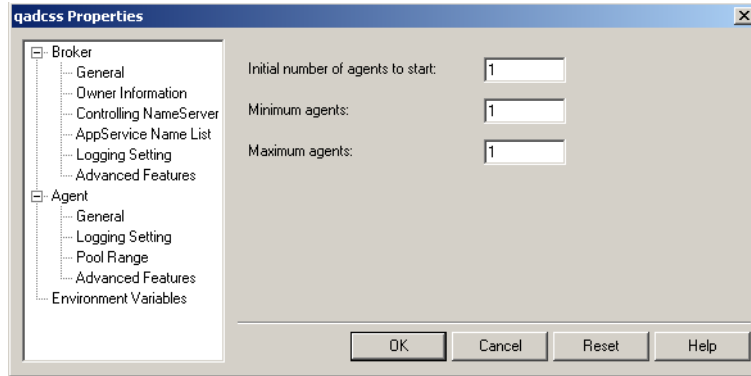 qadcss Properties
Broker
General
Owner Information
Controlling NameServer
AppService Name List
Logging Setting
Advanced Features
Agent
General
Logging Setting
Pool Range
Advanced Features
Environment Variables
Initial number of agents to start: 1
Minimum agents: 1
Maximum agents: 1
OK Cancel Reset Help